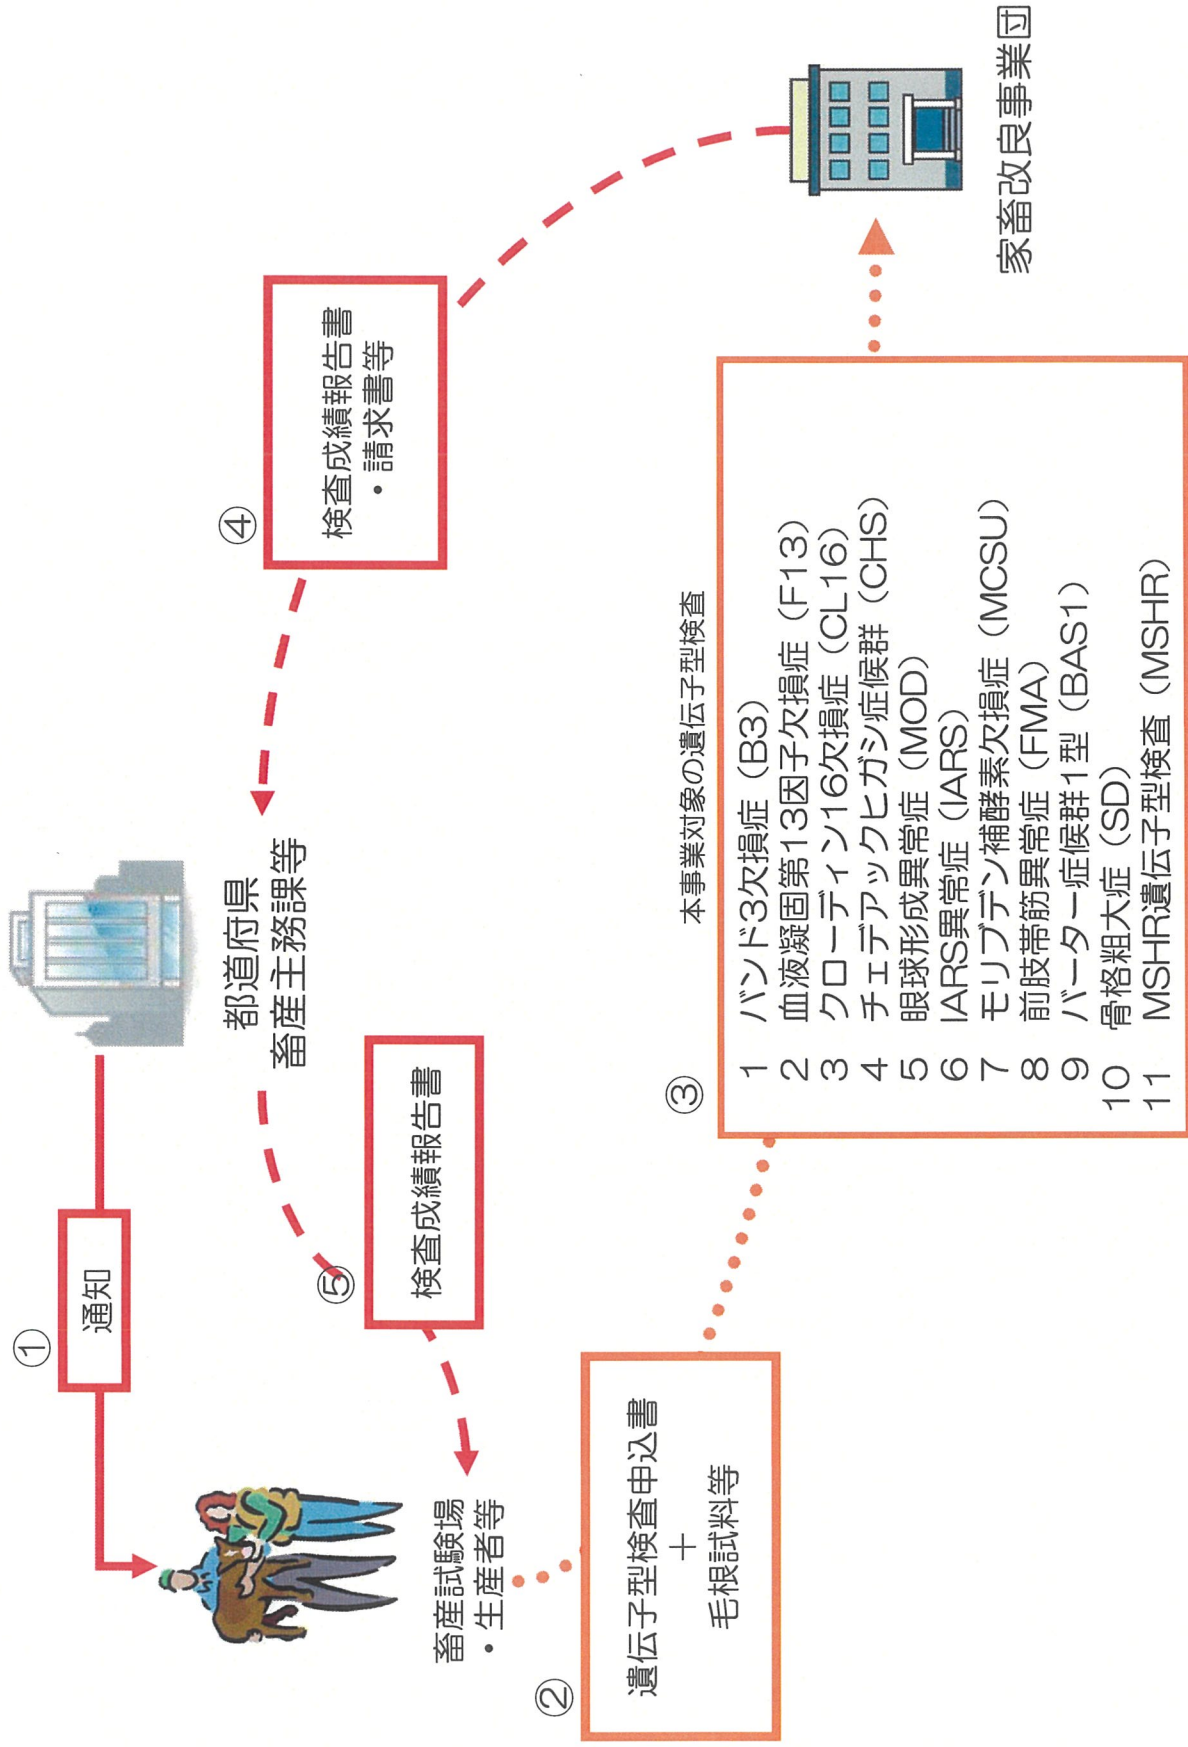 ①
通知
都道府県
畜産主務課等
④
検査成績報告書
・請求書等
⑤
検査成績報告書
畜産試験場
・生産者等
②
遺伝子型検査申込書
＋
毛根試料等
本事業対象の遺伝子型検査
③
1 バンド3欠損症（B3）
2 血液凝固第13因子欠損症（F13）
3 クローディン16欠損症（CL16）
4 チェデアックヒガシ症候群（CHS）
5 眼球形成異常症（MOD）
6 IARS異常症（IARS）
7 モリブデン補酵素欠損症（MCSU）
8 前肢帯筋異常症（FMA）
9 バーター症候群1型（BAS1）
10 骨格粗大症（SD）
11 MSHR遺伝子型検査（MSHR）
家畜改良事業団